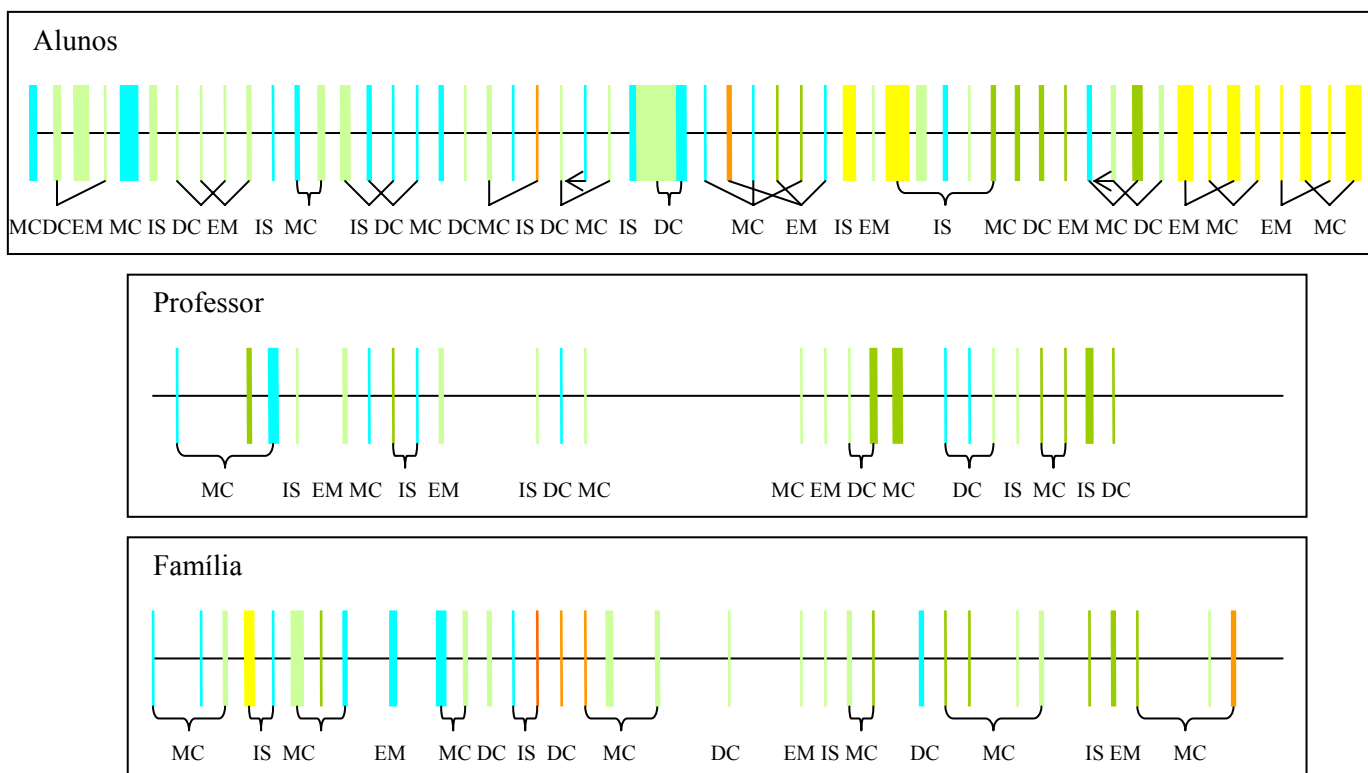 Alunos
MCDCEM MC IS DC EM IS MC IS DC MC DCMC IS DC MC IS DC MC EM IS EM IS MC DC EM MC DC EM MC EM MC
Professor
MC IS EM MC IS EM IS DC MC MC EM DC MC DC IS MC IS DC
Família
MC IS MC EM MC DC IS DC MC DC EM IS MC DC MC IS EM MC